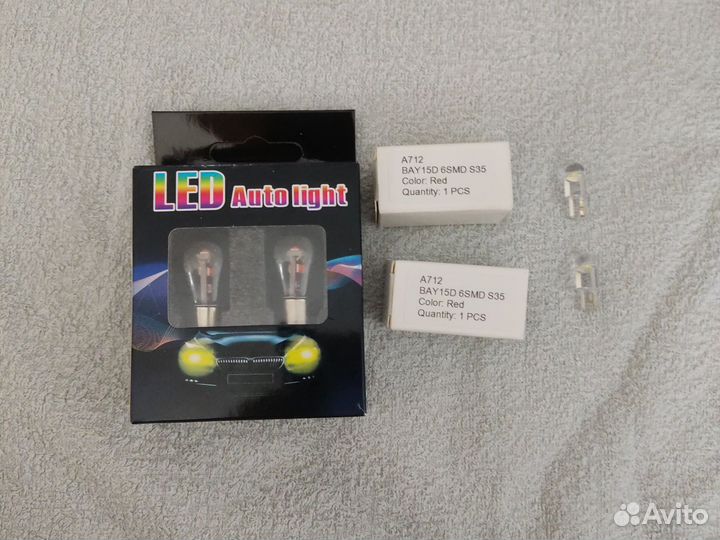 LED Auto light
A712
BAY15D 6SMD S35
Color: Red
Quantity: 1 PCS
A712
BAY15D 6SMD S35
Color: Red
Quantity: 1 PCS
Avito